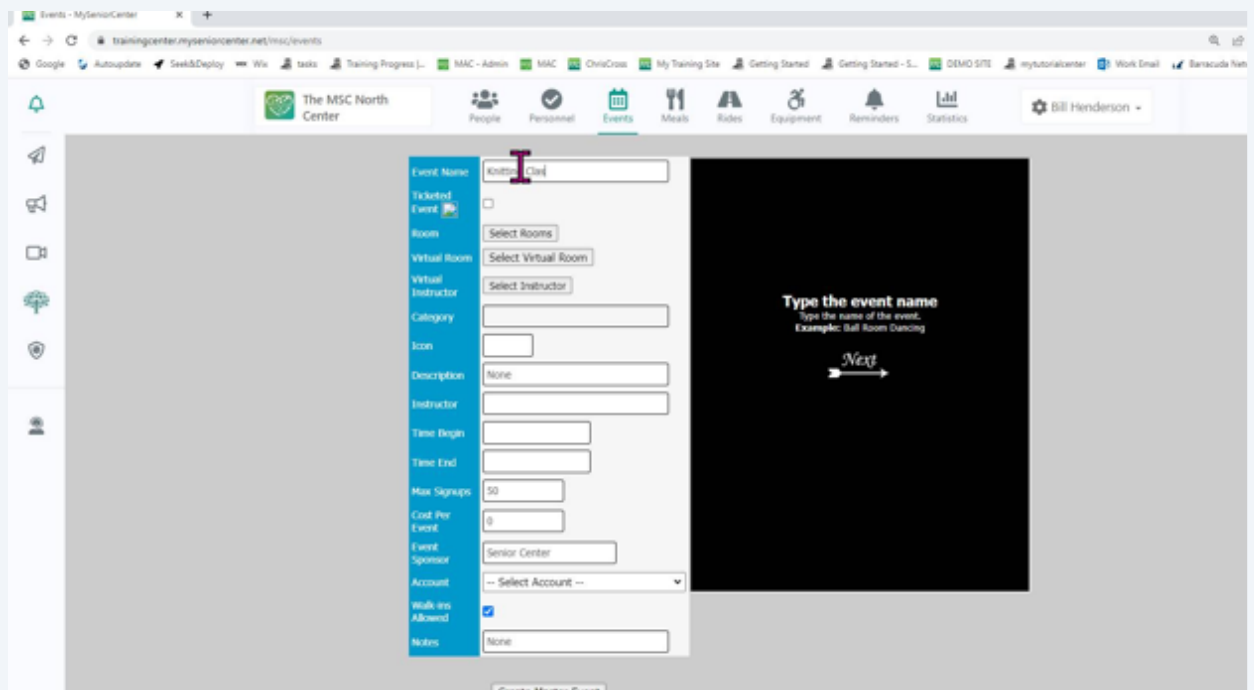 Events - MySeniorCenter
trainingcenter.myseniorcenter.net/msc/events
Google Autoupdate Seek&Deploy Wix tasks Training Progress |... MAC - Admin MAC ChrisCross My Training Site Getting Started Getting Started - S... DEMO SITE mytutorialcenter Work Email Barracuda Net
The MSC North
Center
People Personnel Events Meals Rides Equipment Reminders Statistics
Bill Henderson
Event Name Knitting Clas
Ticketed
Event
Room Select Rooms
Virtual Room Select Virtual Room
Virtual
Instructor Select Instructor
Category
Icon
Description None
Instructor
Time Begin
Time End
Max Signups 50
Cost Per
Event 0
Event
Sponsor Senior Center
Account -- Select Account --
Walk-ins
Allowed
Notes None
Create Master Event
Type the event name
Type the name of the event.
Example: Ball Room Dancing
Next